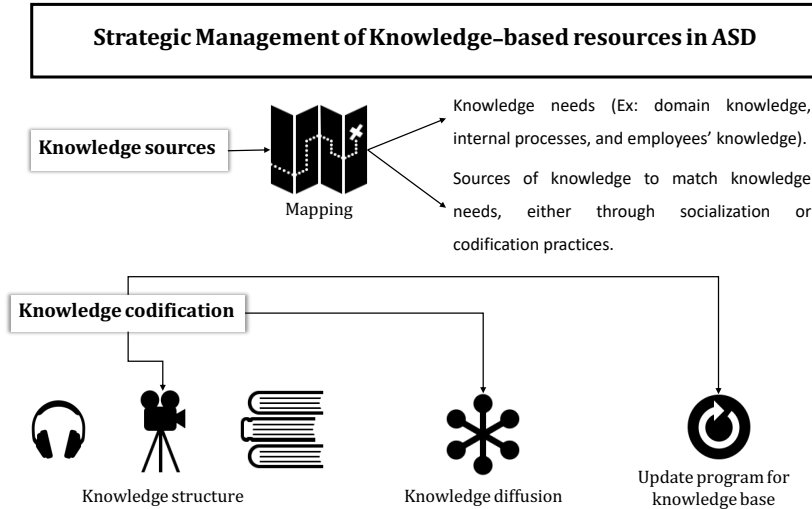 Strategic Management of Knowledge–based resources in ASD
Knowledge sources
Mapping
Knowledge needs (Ex: domain knowledge,
internal processes, and employees’ knowledge).
Sources of knowledge to match knowledge
needs, either through socialization or
codification practices.
Knowledge codification
Knowledge structure
Knowledge diffusion
Update program for
knowledge base